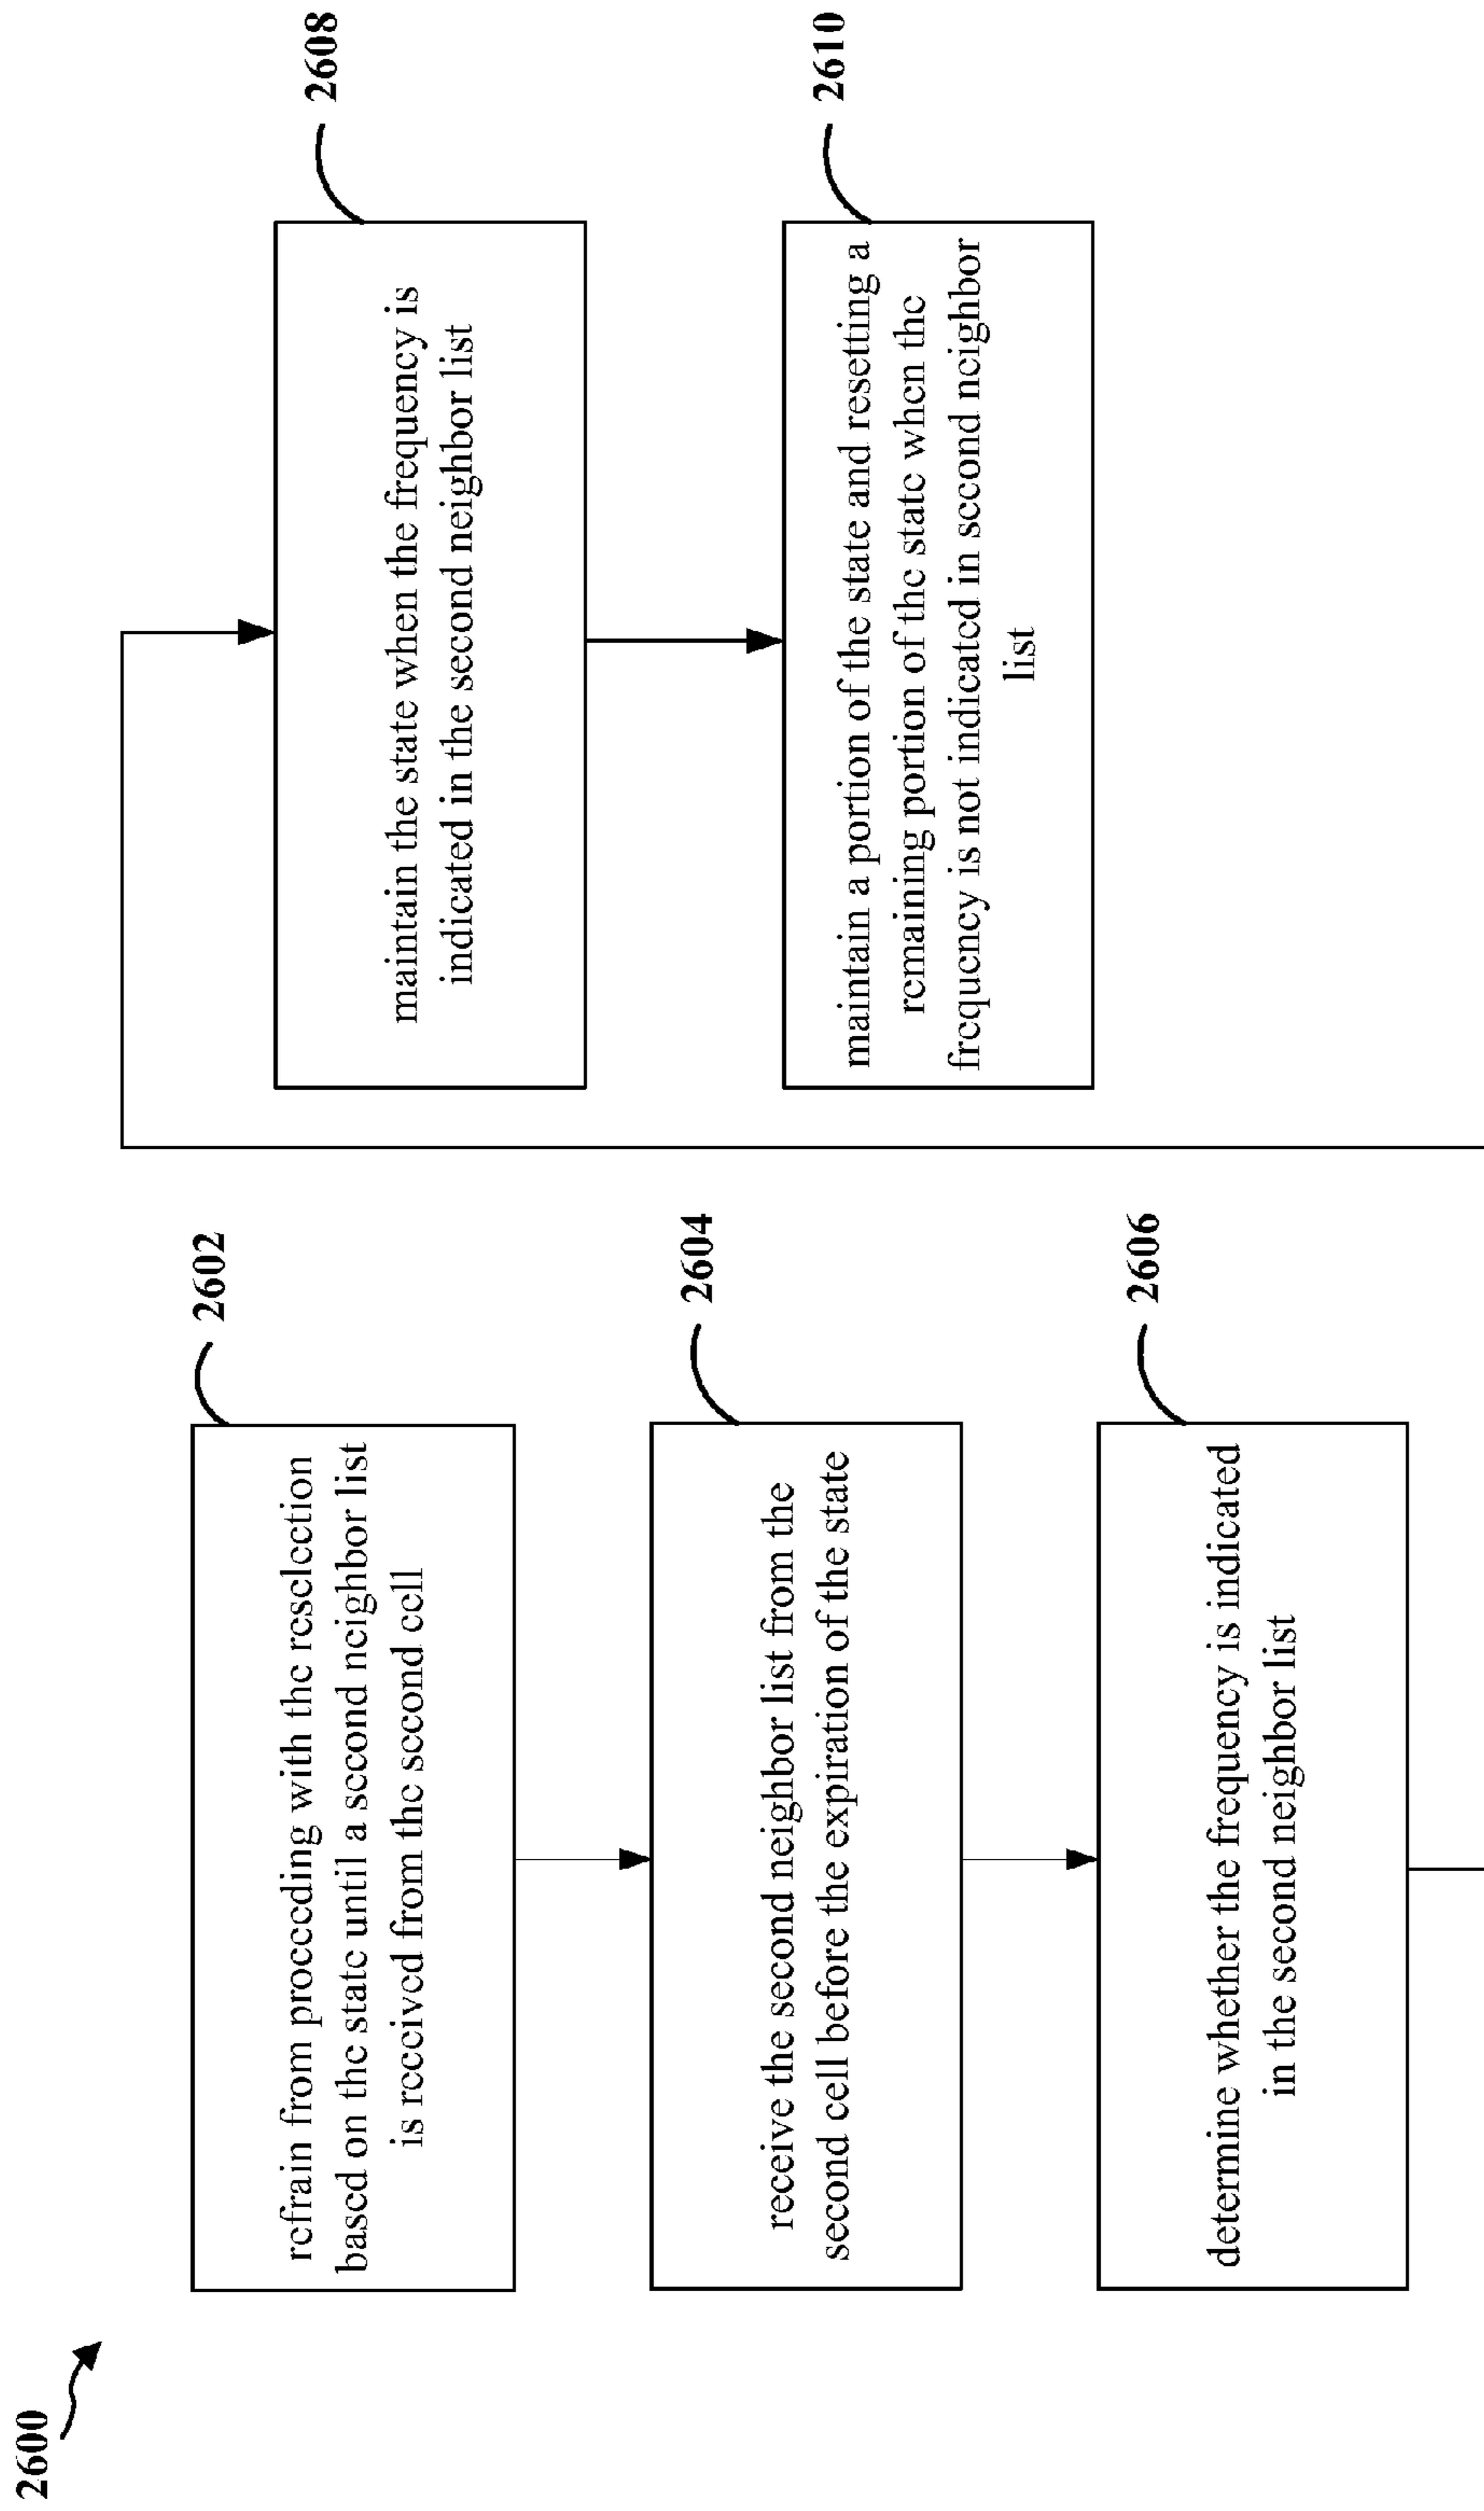 2600
2602
refrain from proceeding with the reselection
based on the state until a second neighbor list
is received from the second cell
2604
receive the second neighbor list from the
second cell before the expiration of the state
2606
determine whether the frequency is indicated
in the second neighbor list
2608
maintain the state when the frequency is
indicated in the second neighbor list
2610
maintain a portion of the state and resetting a
remaining portion of the state when the
frequency is not indicated in second neighbor
list